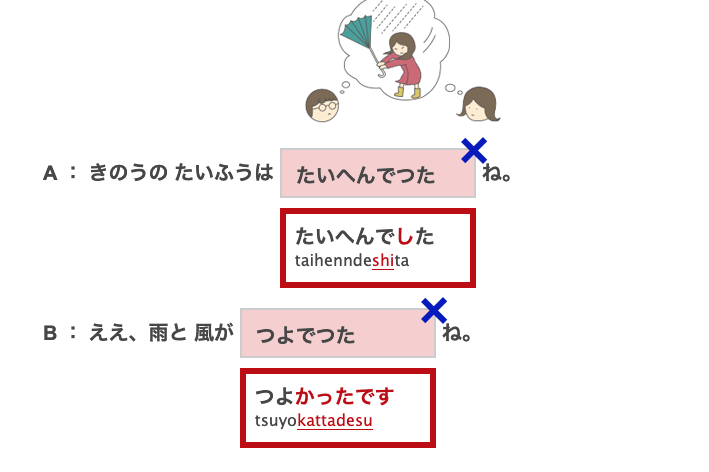 A ： きのうの たいふうは たいへんでつた ね。
たいへんでした
taihenndeshita
B ： ええ、雨と 風が つよでつた ね。
つよかったです
tsuyokattadesu